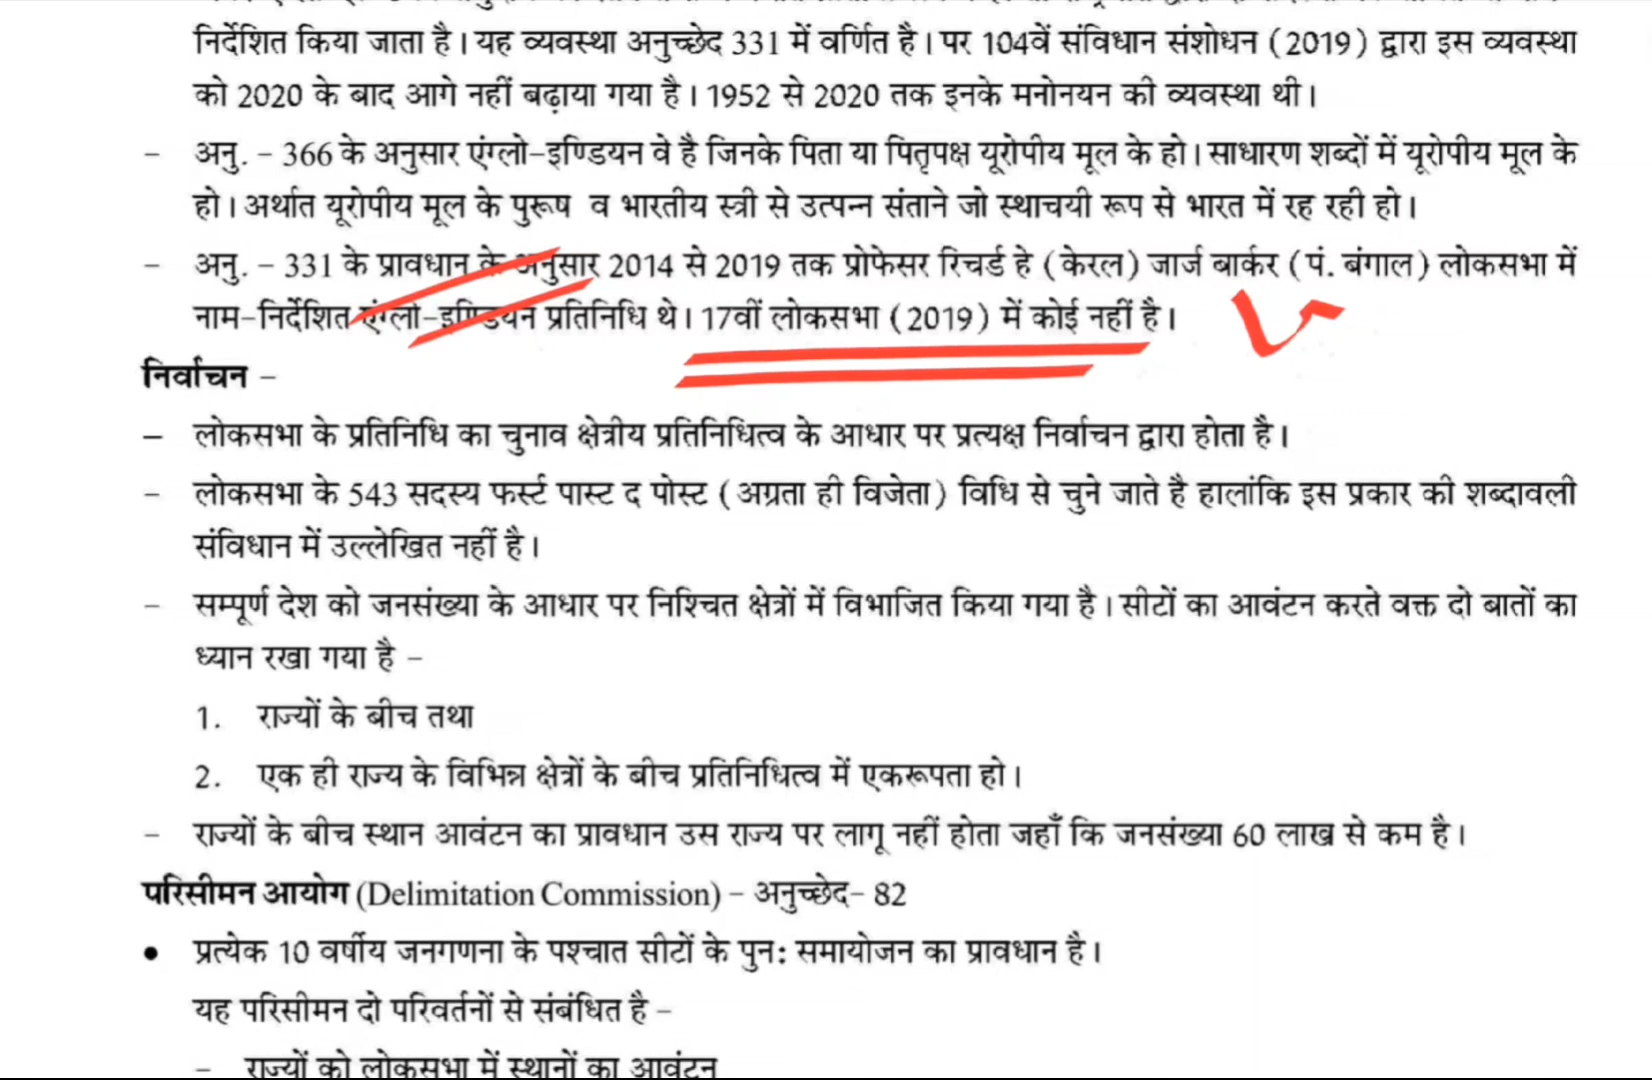 निर्देशित किया जाता है। यह व्यवस्था अनुच्छेद 331 में वर्णित है। पर 104वें संविधान संशोधन (2019) द्वारा इस व्यवस्था
को 2020 के बाद आगे नहीं बढ़ाया गया है। 1952 से 2020 तक इनके मनोनयन की व्यवस्था थी।
– अनु. – 366 के अनुसार एंग्लो–इण्डियन वे है जिनके पिता या पितृपक्ष यूरोपीय मूल के हो। साधारण शब्दों में यूरोपीय मूल के
हो। अर्थात यूरोपीय मूल के पुरूष व भारतीय स्त्री से उत्पन्न संताने जो स्थाचयी रूप से भारत में रह रही हो।
– अनु. – 331 के प्रावधान के अनुसार 2014 से 2019 तक प्रोफेसर रिचर्ड हे (केरल) जार्ज बार्कर (पं. बंगाल) लोकसभा में
नाम–निर्देशित एंग्लो–इण्डियन प्रतिनिधि थे। 17वीं लोकसभा (2019) में कोई नहीं है।
निर्वाचन –
– लोकसभा के प्रतिनिधि का चुनाव क्षेत्रीय प्रतिनिधित्व के आधार पर प्रत्यक्ष निर्वाचन द्वारा होता है।
– लोकसभा के 543 सदस्य फर्स्ट पास्ट द पोस्ट (अग्रता ही विजेता) विधि से चुने जाते है हालांकि इस प्रकार की शब्दावली
संविधान में उल्लेखित नहीं है।
– सम्पूर्ण देश को जनसंख्या के आधार पर निश्चित क्षेत्रों में विभाजित किया गया है। सीटों का आवंटन करते वक्त दो बातों का
ध्यान रखा गया है –
1. राज्यों के बीच तथा
2. एक ही राज्य के विभिन्न क्षेत्रों के बीच प्रतिनिधित्व में एकरूपता हो।
– राज्यों के बीच स्थान आवंटन का प्रावधान उस राज्य पर लागू नहीं होता जहाँ कि जनसंख्या 60 लाख से कम है।
परिसीमन आयोग (Delimitation Commission) – अनुच्छेद– 82
• प्रत्येक 10 वर्षीय जनगणना के पश्चात सीटों के पुन: समायोजन का प्रावधान है।
यह परिसीमन दो परिवर्तनों से संबंधित है –
– राज्यों को लोकसभा में स्थानों का आवंटन